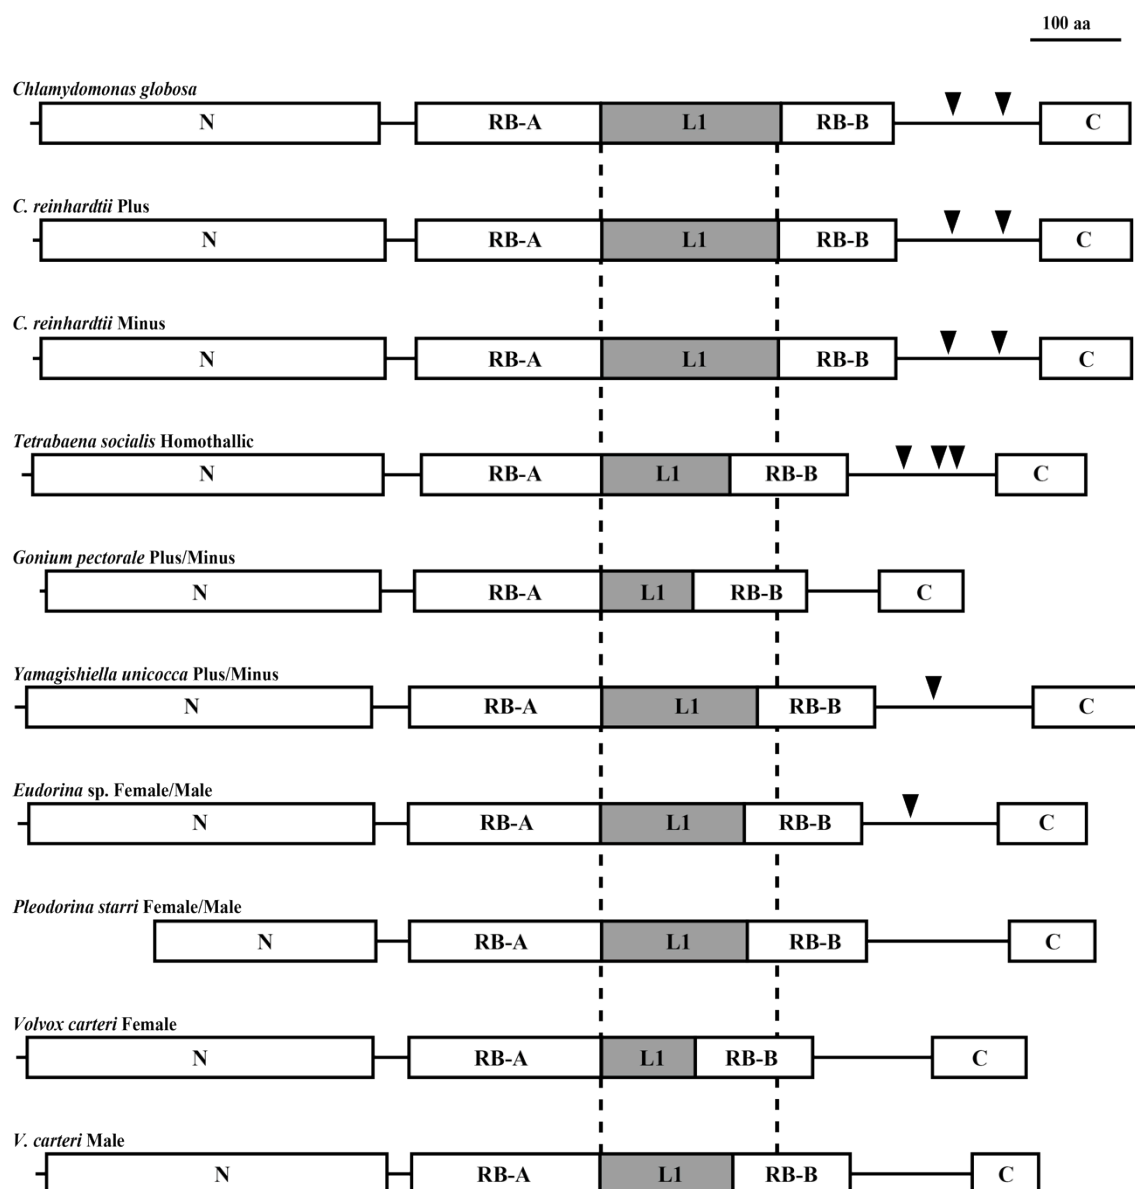 100 aa
Chlamydomonas globosa
N RB-A L1 RB-B C
C. reinhardtii Plus
N RB-A L1 RB-B C
C. reinhardtii Minus
N RB-A L1 RB-B C
Tetrabaena socialis Homothallic
N RB-A L1 RB-B C
Gonium pectorale Plus/Minus
N RB-A L1 RB-B C
Yamagishiella unicocca Plus/Minus
N RB-A L1 RB-B C
Eudorina sp. Female/Male
N RB-A L1 RB-B C
Pleodorina starri Female/Male
N RB-A L1 RB-B C
Volvox carteri Female
N RB-A L1 RB-B C
V. carteri Male
N RB-A L1 RB-B C